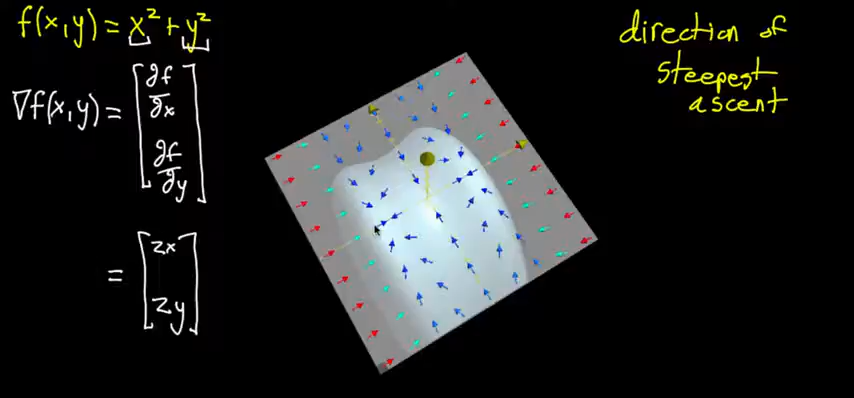 f(x,y) = x² + y²
∇f(x,y) = [∂f/∂x ∂f/∂y]
= [2x 2y]
direction of
steepest
ascent